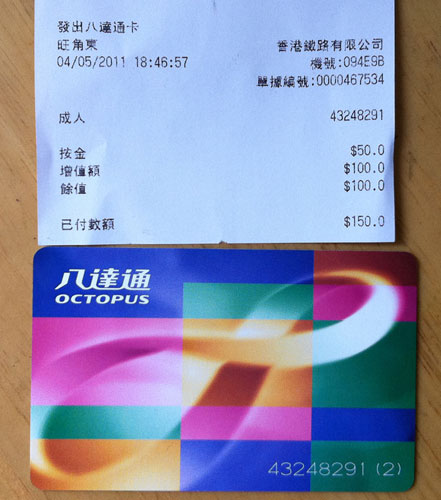 發出八達通卡
旺角東 香港鐵路有限公司
04/05/2011 18:46:57 機號:094E9B
單據編號:0000467534
成人 43248291
按金 $50.0
增值額 $100.0
餘值 $100.0
已付數額 $150.0
八達通
OCTOPUS
43248291 (2)